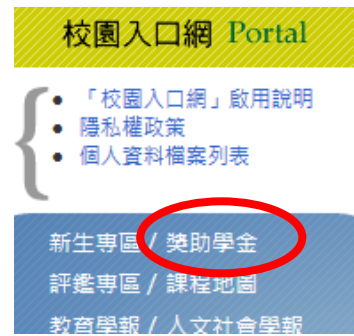 校園入口網 Portal
「校園入口網」啟用說明
隱私權政策
個人資料檔案列表
新生專區 / 獎助學金
評鑑專區 / 課程地圖
教育學報 / 人文社會學報